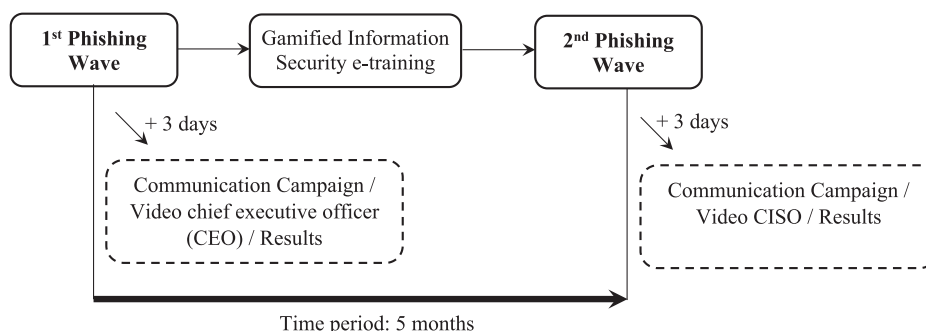 1st Phishing
Wave
Gamified Information
Security e-training
2nd Phishing
Wave
+ 3 days
+ 3 days
Communication Campaign /
Video chief executive officer
(CEO) / Results
Communication Campaign /
Video CISO / Results
Time period: 5 months